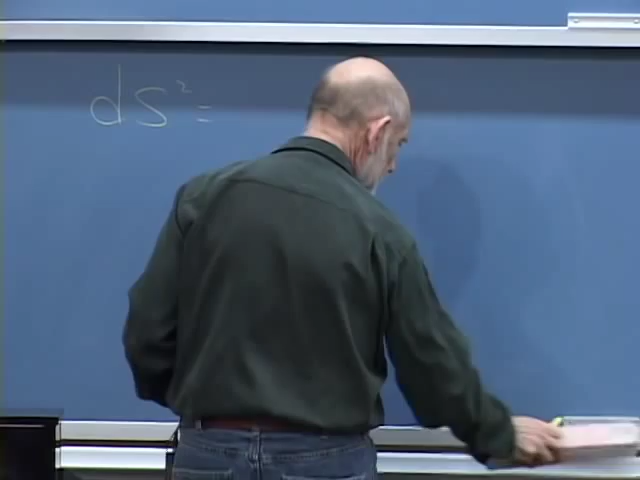 ds² =